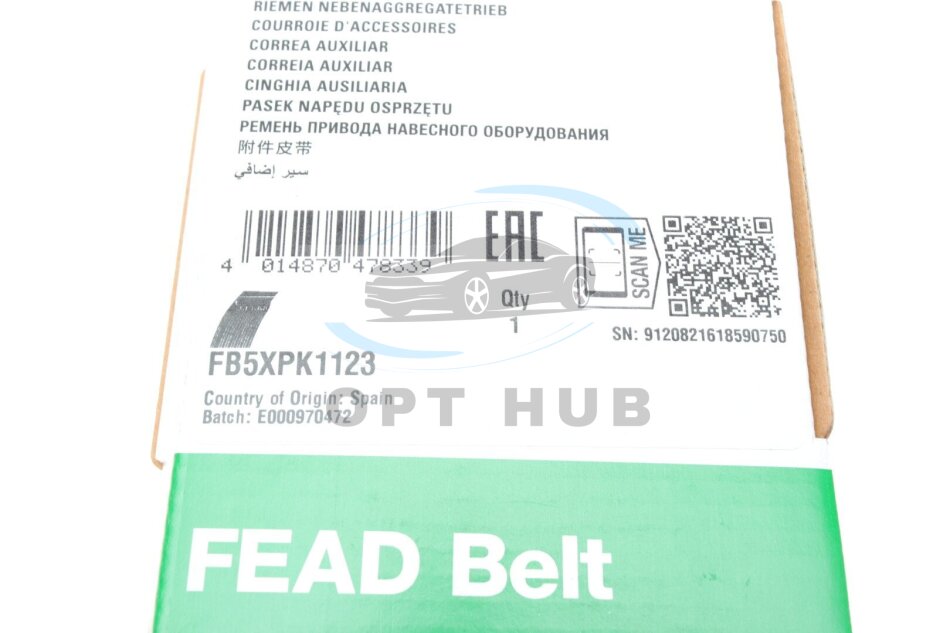 RIEMEN NEBENAGGREGATETRIEB
COURROIE D'ACCESSOIRES
CORREA AUXILIAR
CORREIA AUXILIAR
CINGHIA AUSILIARIA
PASEK NAPĘDU OSPRZĘTU
РЕМЕНЬ ПРИВОДА НАВЕСНОГО ОБОРУДОВАНИЯ
附件皮带
سير إضافي
4 014870 478339
EAC
SCAN ME
Qty
1
SN: 9120821618590750
FB5XPK1123
Country of Origin: Spain
Batch: E000970472
OPT HUB
FEAD Belt